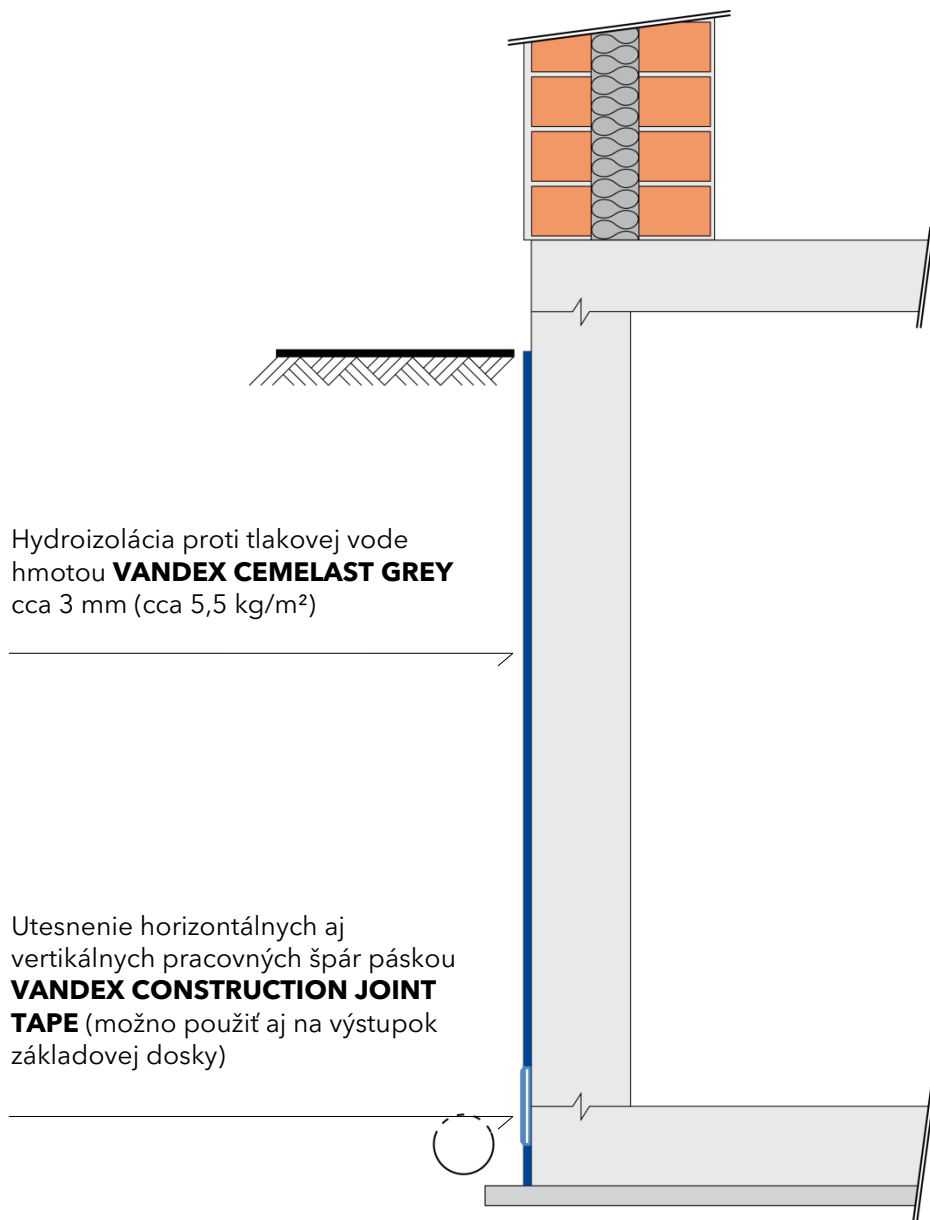 Hydroizolácia proti tlakovej vode
hmotou VANDEX CEMELAST GREY
cca 3 mm (cca 5,5 kg/m²)
Utesnenie horizontálnych aj
vertikálnych pracovných špár páskou
VANDEX CONSTRUCTION JOINT
TAPE (možno použiť aj na výstupok
základovej dosky)